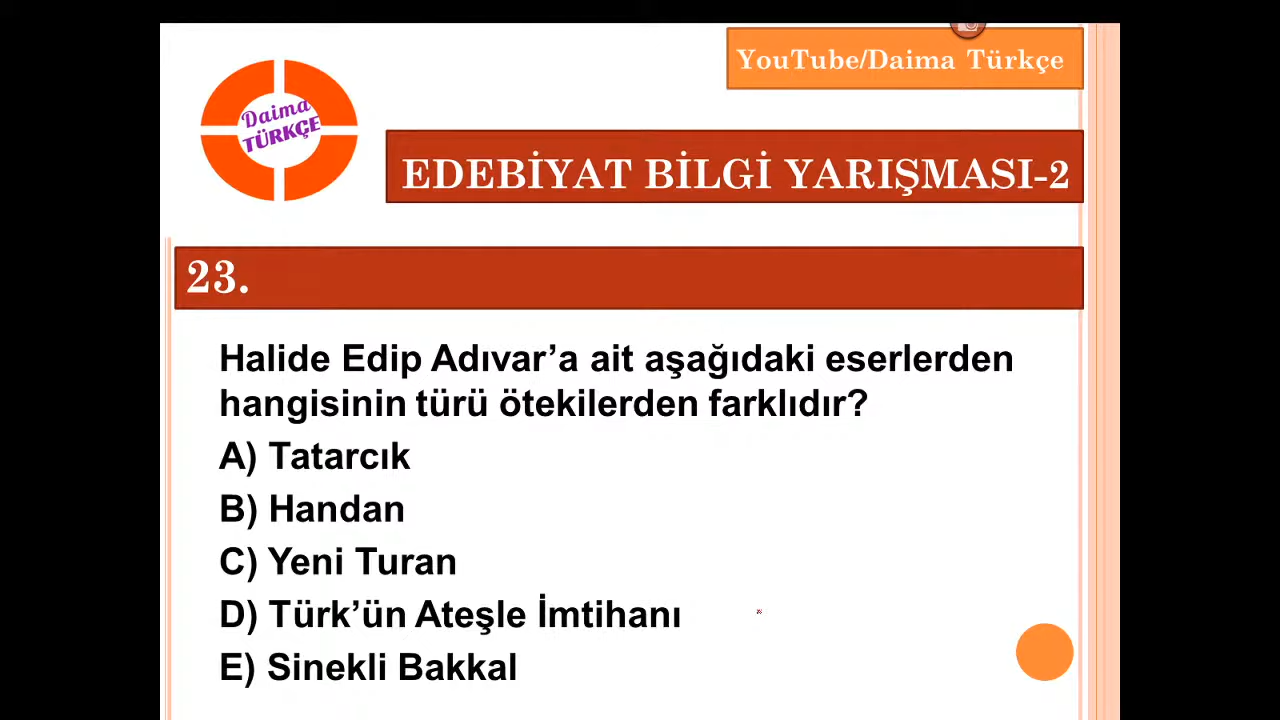 YouTube/Daima Türkçe
Daima
TÜRKÇE
EDEBİYAT BİLGİ YARIŞMASI-2
23.
Halide Edip Adıvar’a ait aşağıdaki eserlerden
hangisinin türü ötekilerden farklıdır?
A) Tatarcık
B) Handan
C) Yeni Turan
D) Türk’ün Ateşle İmtihanı
E) Sinekli Bakkal